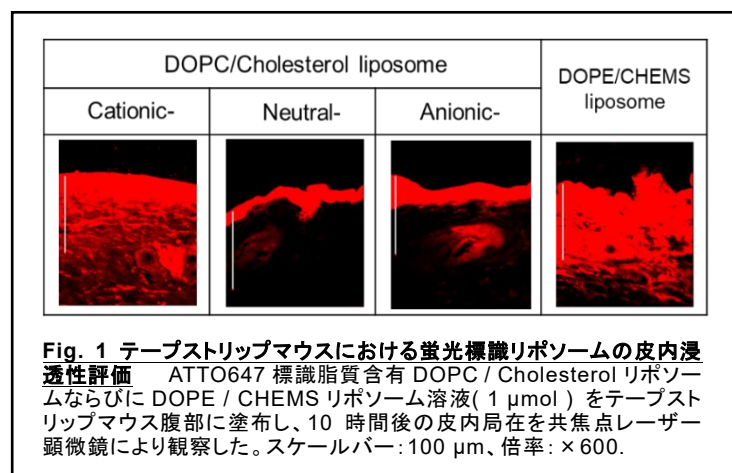 DOPC/Cholesterol liposome
DOPE/CHEMS
liposome
Cationic-
Neutral-
Anionic-
Fig. 1 テープストリップマウスにおける蛍光標識リポソームの皮内浸
透性評価 ATTO647 標識脂質含有 DOPC / Cholesterol リポソー
ムならびに DOPE / CHEMS リポソーム溶液( 1 μmol ) をテープスト
リップマウス腹部に塗布し、10 時間後の皮内局在を共焦点レーザー
顕微鏡により観察した。スケールバー：100 μm、倍率：×600.